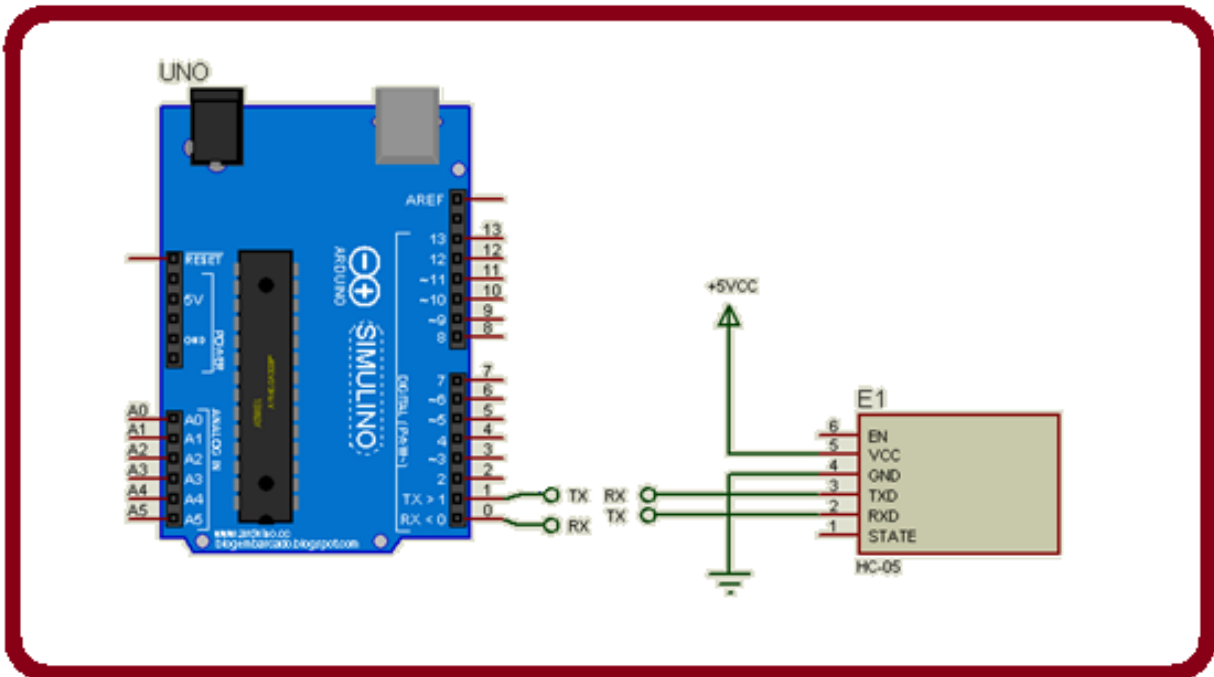 UNO
AREF
13 13
12 12
~11 11
~10 10
~9 9
8 8
RESET
5V
GND
POWER
ARDUINO
SIMULINO
DIGITAL (PWM~)
7 7
~6 6
~5 5
4 4
~3 3
2 2
TX > 1 1
RX < 0 0
A0 A0
A1 A1
A2 A2
A3 A3
A4 A4
A5 A5
ANALOG IN
ATMEL
www.arduino.cc
blogembarcado.blogspot.com
TX RX
RX TX
+5VCC
E1
6 EN
5 VCC
4 GND
3 TXD
2 RXD
1 STATE
HC-05